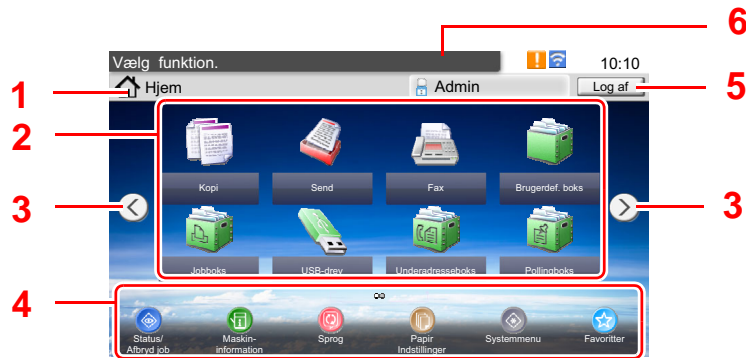 6
Vælg funktion.
10:10
1
Hjem
Admin
Log af
5
2
Kopi
Send
Fax
Brugerdef. boks
3
3
Jobboks
USB-drev
Underadresseboks
Pollingboks
4
Status/
Afbryd job
Maskin-
information
Sprog
Papir
Indstillinger
Systemmenu
Favoritter